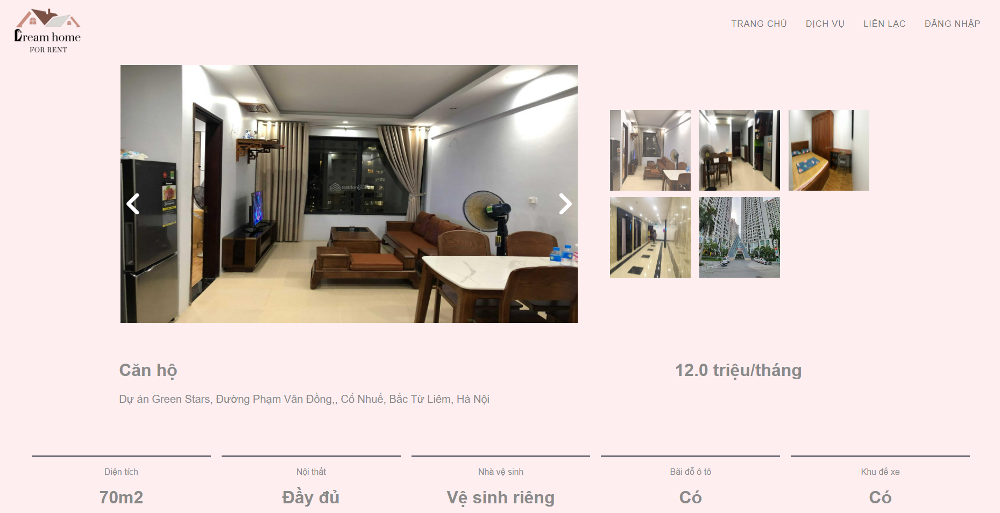 Dream home
FOR RENT
TRANG CHỦ
DỊCH VỤ
LIÊN LẠC
ĐĂNG NHẬP
Căn hộ
12.0 triệu/tháng
Dự án Green Stars, Đường Phạm Văn Đồng,, Cổ Nhuế, Bắc Từ Liêm, Hà Nội
Diện tích
70m2
Nội thất
Đầy đủ
Nhà vệ sinh
Vệ sinh riêng
Bãi đỗ ô tô
Có
Khu để xe
Có